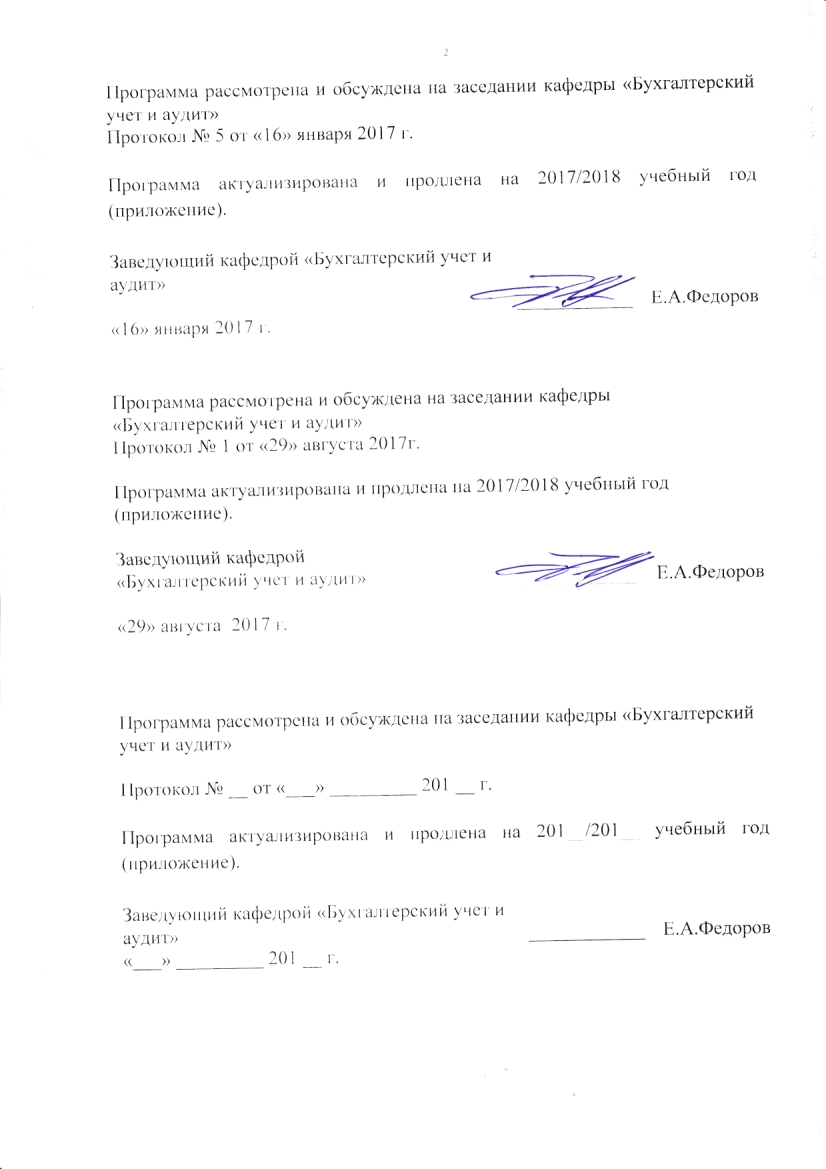 2
Программа рассмотрена и обсуждена на заседании кафедры «Бухгалтерский
учет и аудит»
Протокол № 5 от «16» января 2017 г.
Программа актуализирована и продлена на 2017/2018 учебный год
(приложение).
Заведующий кафедрой «Бухгалтерский учет и
аудит»
____________ Е.А.Федоров
«16» января 2017 г.
Программа рассмотрена и обсуждена на заседании кафедры
«Бухгалтерский учет и аудит»
Протокол № 1 от «29» августа 2017г.
Программа актуализирована и продлена на 2017/2018 учебный год
(приложение).
Заведующий кафедрой
«Бухгалтерский учет и аудит» Е.А.Федоров
«29» августа 2017 г.
Программа рассмотрена и обсуждена на заседании кафедры «Бухгалтерский
учет и аудит»
Протокол № __ от «___» _________ 201 __ г.
Программа актуализирована и продлена на 201__/201__ учебный год
(приложение).
Заведующий кафедрой «Бухгалтерский учет и
аудит» ____________ Е.А.Федоров
«___» _________ 201 __ г.